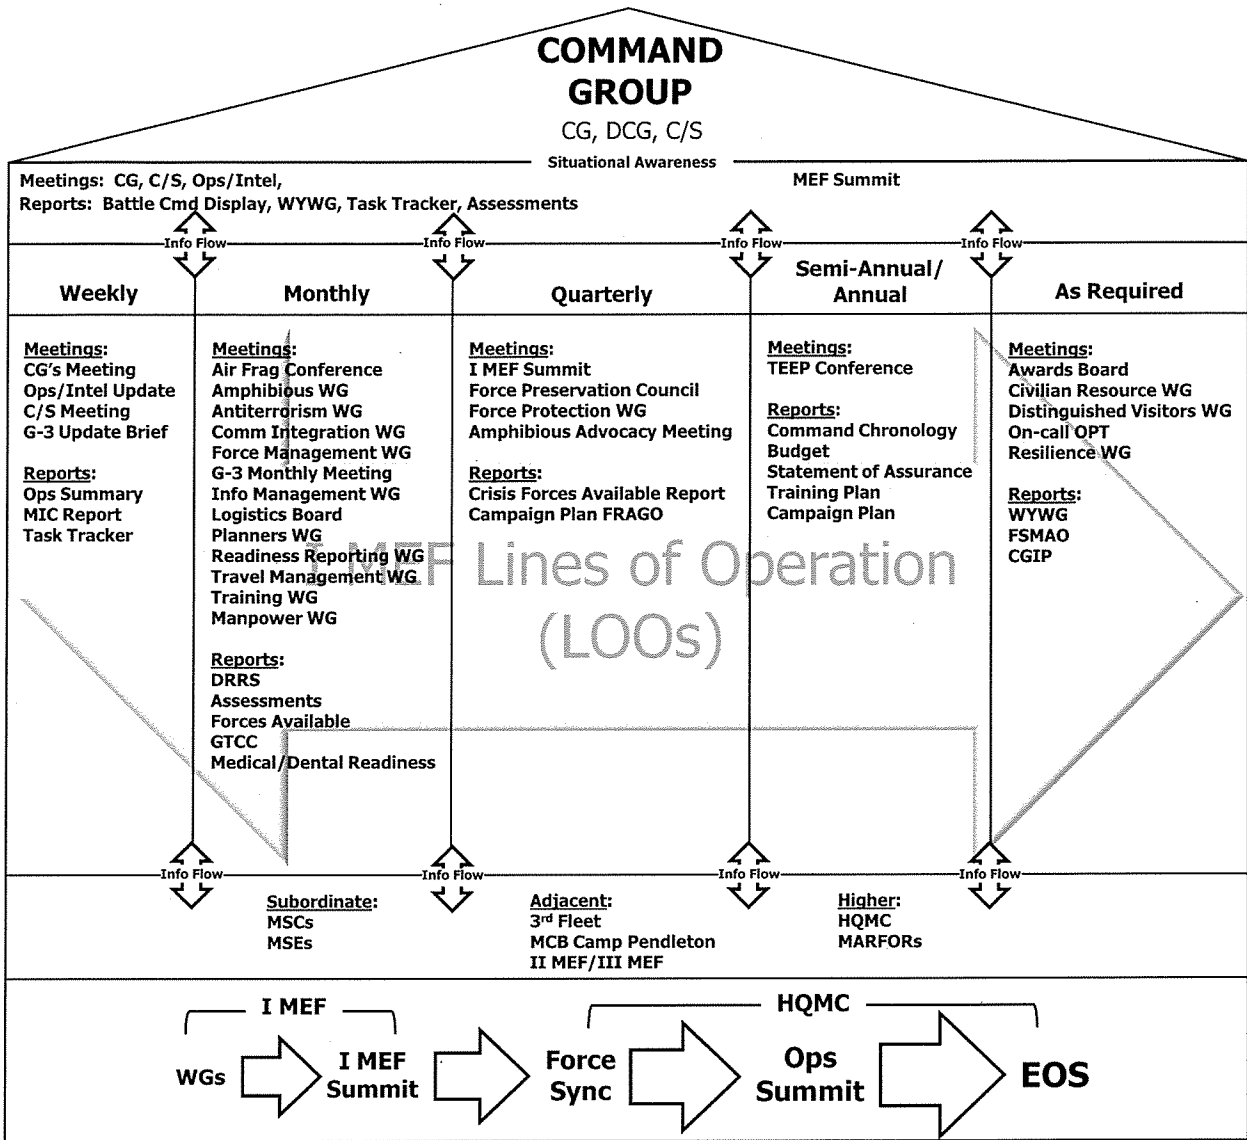 COMMAND
GROUP
CG, DCG, C/S
Situational Awareness
Meetings: CG, C/S, Ops/Intel,
MEF Summit
Reports: Battle Cmd Display, WYWG, Task Tracker, Assessments
Info Flow
Info Flow
Info Flow
Info Flow
Weekly
Monthly
Quarterly
Semi-Annual/
Annual
As Required
Meetings:
CG's Meeting
Ops/Intel Update
C/S Meeting
G-3 Update Brief
Reports:
Ops Summary
MIC Report
Task Tracker
Meetings:
Air Frag Conference
Amphibious WG
Antiterrorism WG
Comm Integration WG
Force Management WG
G-3 Monthly Meeting
Info Management WG
Logistics Board
Planners WG
Readiness Reporting WG
Travel Management WG
Training WG
Manpower WG
Reports:
DRRS
Assessments
Forces Available
GTCC
Medical/Dental Readiness
Meetings:
I MEF Summit
Force Preservation Council
Force Protection WG
Amphibious Advocacy Meeting
Reports:
Crisis Forces Available Report
Campaign Plan FRAGO
Meetings:
TEEP Conference
Reports:
Command Chronology
Budget
Statement of Assurance
Training Plan
Campaign Plan
Meetings:
Awards Board
Civilian Resource WG
Distinguished Visitors WG
On-call OPT
Resilience WG
Reports:
WYWG
FSMAO
CGIP
I MEF Lines of Operation
(LOOs)
Info Flow
Info Flow
Info Flow
Info Flow
Subordinate:
MSCs
MSEs
Adjacent:
3rd Fleet
MCB Camp Pendleton
II MEF/III MEF
Higher:
HQMC
MARFORs
I MEF
HQMC
WGs
I MEF
Summit
Force
Sync
Ops
Summit
EOS